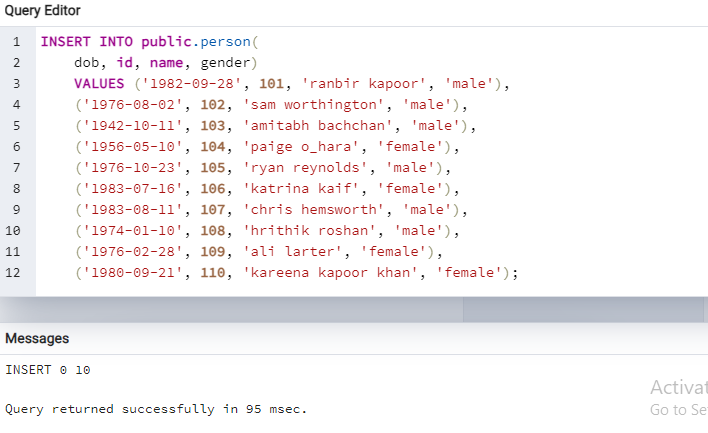 Query Editor
1 INSERT INTO public.person(
2 dob, id, name, gender)
3 VALUES ('1982-09-28', 101, 'ranbir kapoor', 'male'),
4 ('1976-08-02', 102, 'sam worthington', 'male'),
5 ('1942-10-11', 103, 'amitabh bachchan', 'male'),
6 ('1956-05-10', 104, 'paige o_hara', 'female'),
7 ('1976-10-23', 105, 'ryan reynolds', 'male'),
8 ('1983-07-16', 106, 'katrina kaif', 'female'),
9 ('1983-08-11', 107, 'chris hemsworth', 'male'),
10 ('1974-01-10', 108, 'hrithik roshan', 'male'),
11 ('1976-02-28', 109, 'ali larter', 'female'),
12 ('1980-09-21', 110, 'kareena kapoor khan', 'female');
Messages
INSERT 0 10
Activat
Query returned successfully in 95 msec.
Go to Se